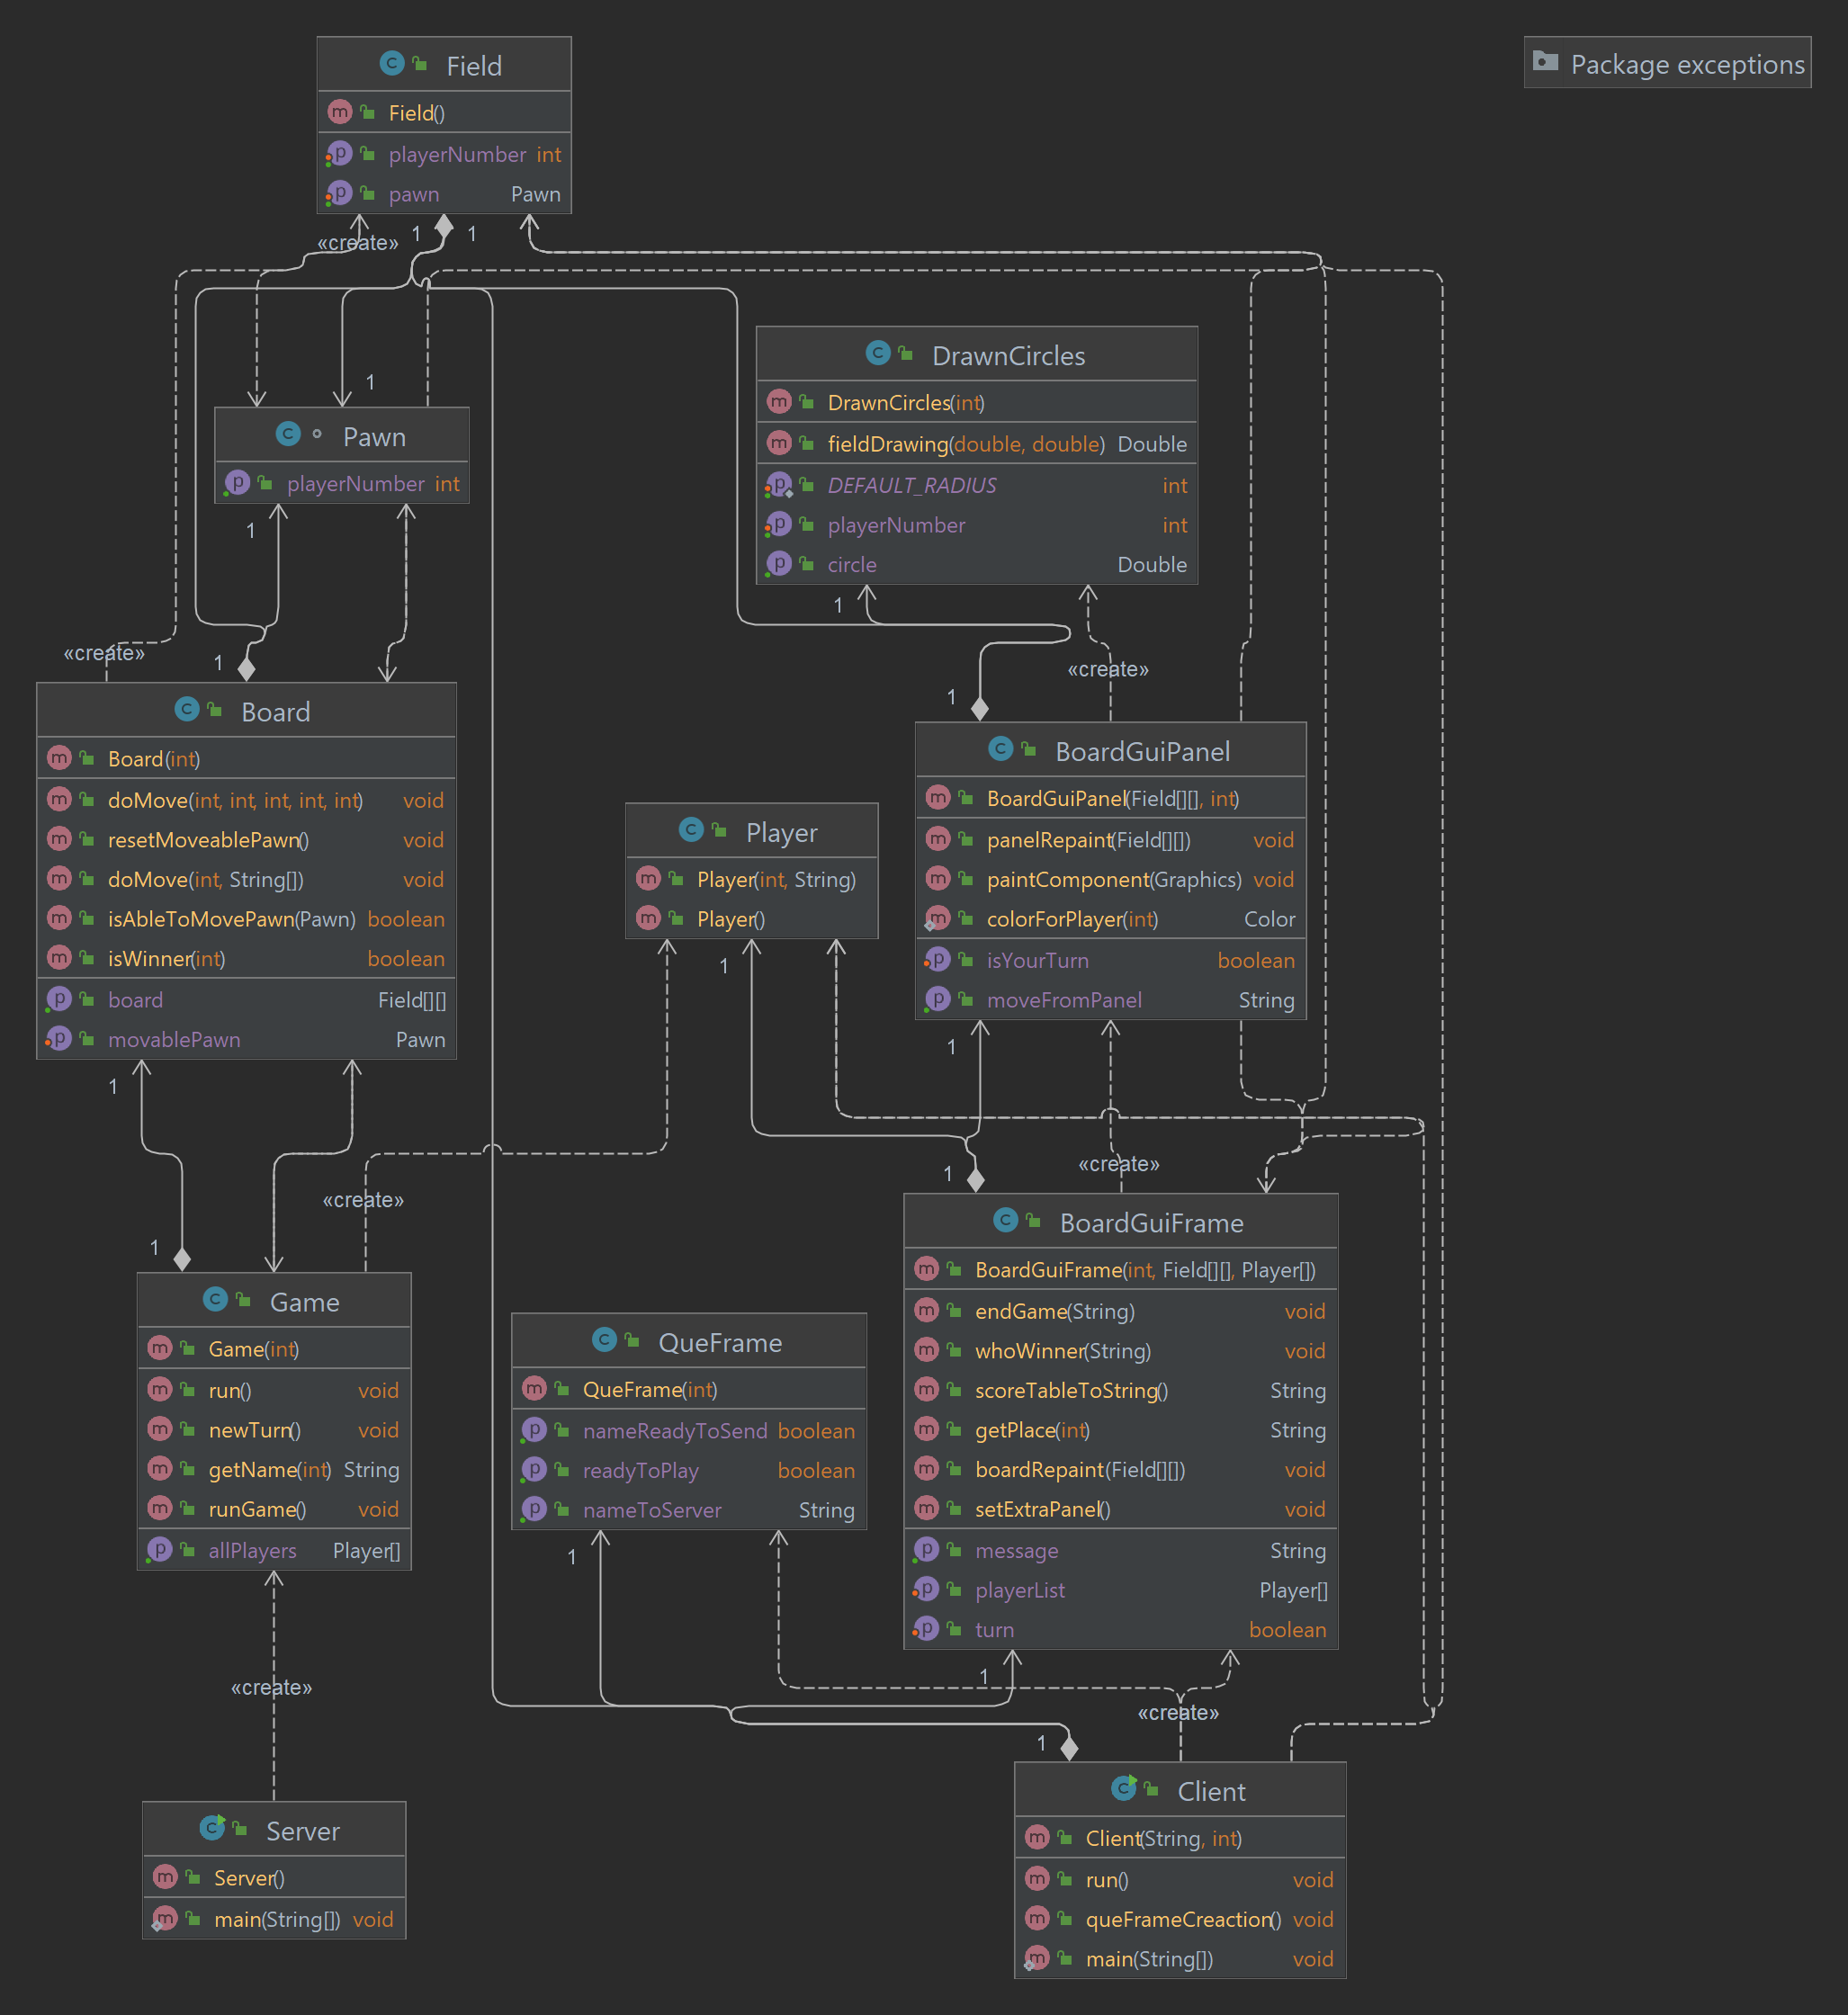 Field
Field()
playerNumber int
pawn Pawn
Package exceptions
«create»
1
1
1
Pawn
playerNumber int
1
DrawnCircles
DrawnCircles(int)
fieldDrawing(double, double) Double
DEFAULT_RADIUS int
playerNumber int
circle Double
1
«create»
1
«create»
1
Board
Board(int)
doMove(int, int, int, int, int) void
resetMoveablePawn() void
doMove(int, String[]) void
isAbleToMovePawn(Pawn) boolean
isWinner(int) boolean
board Field[][]
movablePawn Pawn
1
BoardGuiPanel
BoardGuiPanel(Field[][], int)
panelRepaint(Field[][]) void
paintComponent(Graphics) void
colorForPlayer(int) Color
isYourTurn boolean
moveFromPanel String
1
Player
Player(int, String)
Player()
1
«create»
1
«create»
1
Game
Game(int)
run() void
newTurn() void
getName(int) String
runGame() void
allPlayers Player[]
QueFrame
QueFrame(int)
nameReadyToSend boolean
readyToPlay boolean
nameToServer String
1
BoardGuiFrame
BoardGuiFrame(int, Field[][], Player[])
endGame(String) void
whoWinner(String) void
scoreTableToString() String
getPlace(int) String
boardRepaint(Field[][]) void
setExtraPanel() void
message String
playerList Player[]
turn boolean
1
«create»
«create»
1
Server
Server()
main(String[]) void
Client
Client(String, int)
run() void
queFrameCreaction() void
main(String[]) void